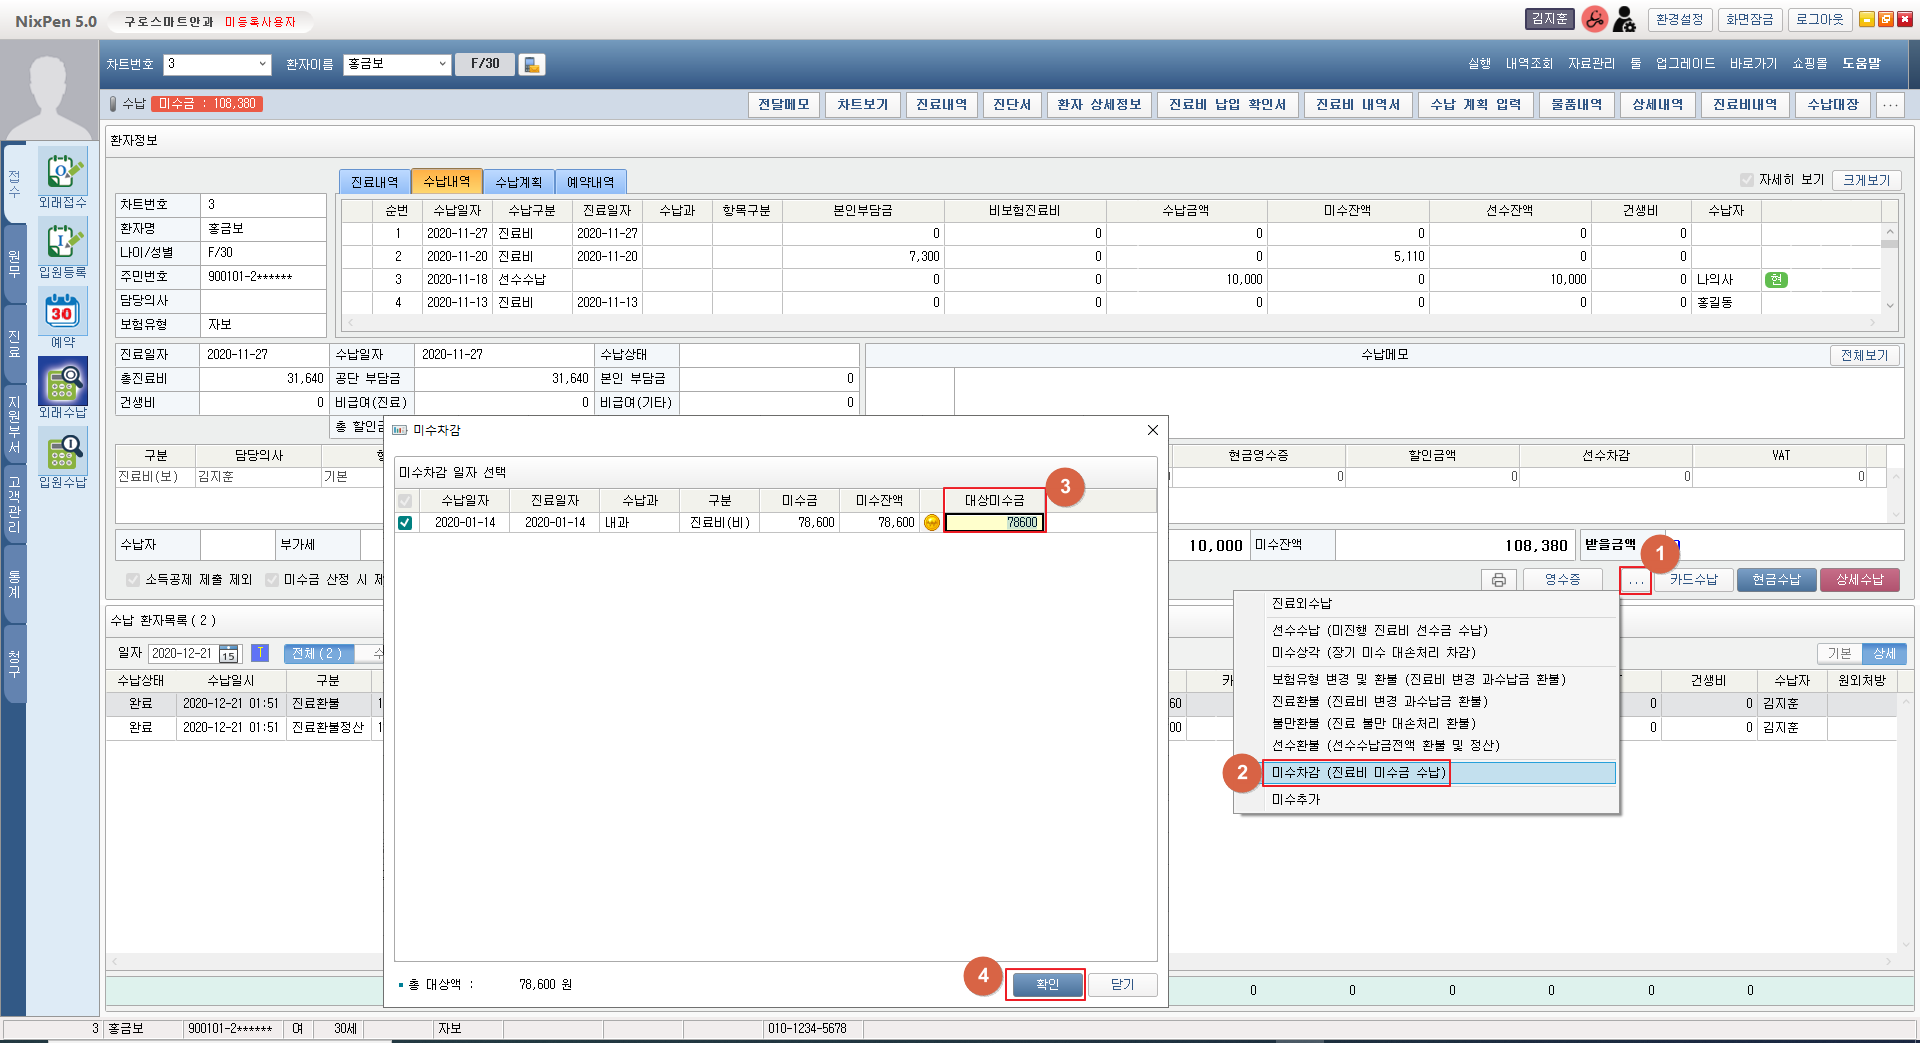 NixPen 5.0 구로스마트안과 미등록사용자 김지훈 환경설정 화면잠금 로그아웃
차트번호 3 환자이름 홍금보 F/30 실행 내역조회 자료관리 툴 업그레이드 바로가기 쇼핑몰 도움말
수납 미수금 : 108,380 전달메모 차트보기 진료내역 진단서 환자 상세정보 진료비 납입 확인서 진료비 내역서 수납 계획 입력 물품내역 상세내역 진료비내역 수납대장 ...
환자정보
접수
원무
진료
지원부서
고객관리
통계
청구
외래접수
입원등록
30
예약
외래수납
입원수납
진료내역 수납내역 수납계획 예약내역 자세히 보기 크게보기
차트번호 3
환자명 홍금보
나이/성별 F/30
주민번호 900101-2******
담당의사
보험유형 자보
순번 수납일자 수납구분 진료일자 수납과 항목구분 본인부담금 비보험진료비 수납금액 미수잔액 선수잔액 건생비 수납자
1 2020-11-27 진료비 2020-11-27 0 0 0 0 0 0
2 2020-11-20 진료비 2020-11-20 7,300 0 0 5,110 0 0
3 2020-11-18 선수수납 0 0 10,000 0 10,000 0 나의사 현
4 2020-11-13 진료비 2020-11-13 0 0 0 0 0 0 홍길동
진료일자 2020-11-27 수납일자 2020-11-27 수납상태
총진료비 31,640 공단 부담금 31,640 본인 부담금 0
건생비 0 비급여(진료) 0 비급여(기타) 0
총 할인금
수납메모 전체보기
구분 담당의사 현금영수증 할인금액 선수차감 VAT
진료비(보) 김지훈 기본 0 0 0 0
수납자 부가세 10,000 미수잔액 108,380 받을금액
소득공제 제출 제외 미수금 산정 시 제
영수증 ... 카드수납 현금수납 상세수납
1
미수차감
미수차감 일자 선택
수납일자 진료일자 수납과 구분 미수금 미수잔액 대상미수금
2020-01-14 2020-01-14 내과 진료비(비) 78,600 78,600 78600
3
총 대상액 : 78,600 원
4
확인 닫기
진료외수납
선수수납 (미진행 진료비 선수금 수납)
미수상각 (장기 미수 대손처리 차감)
보험유형 변경 및 환불 (진료비 변경 과수납금 환불)
진료환불 (진료비 변경 과수납금 환불)
불만환불 (진료 불만 대손처리 환불)
선수환불 (선수수납금전액 환불 및 정산)
2
미수차감 (진료비 미수금 수납)
미수추가
수납 환자목록 ( 2 )
일자 2020-12-21 15 T 전체 ( 2 ) 수 기본 상세
수납상태 수납일시 구분 카 건생비 수납자 원외처방
완료 2020-12-21 01:51 진료환불 1 60 0 0 김지훈
완료 2020-12-21 01:51 진료환불정산 1 00 0 0 김지훈
0 0 0 0 0 0
3 홍금보 900101-2****** 여 30세 자보 010-1234-5678